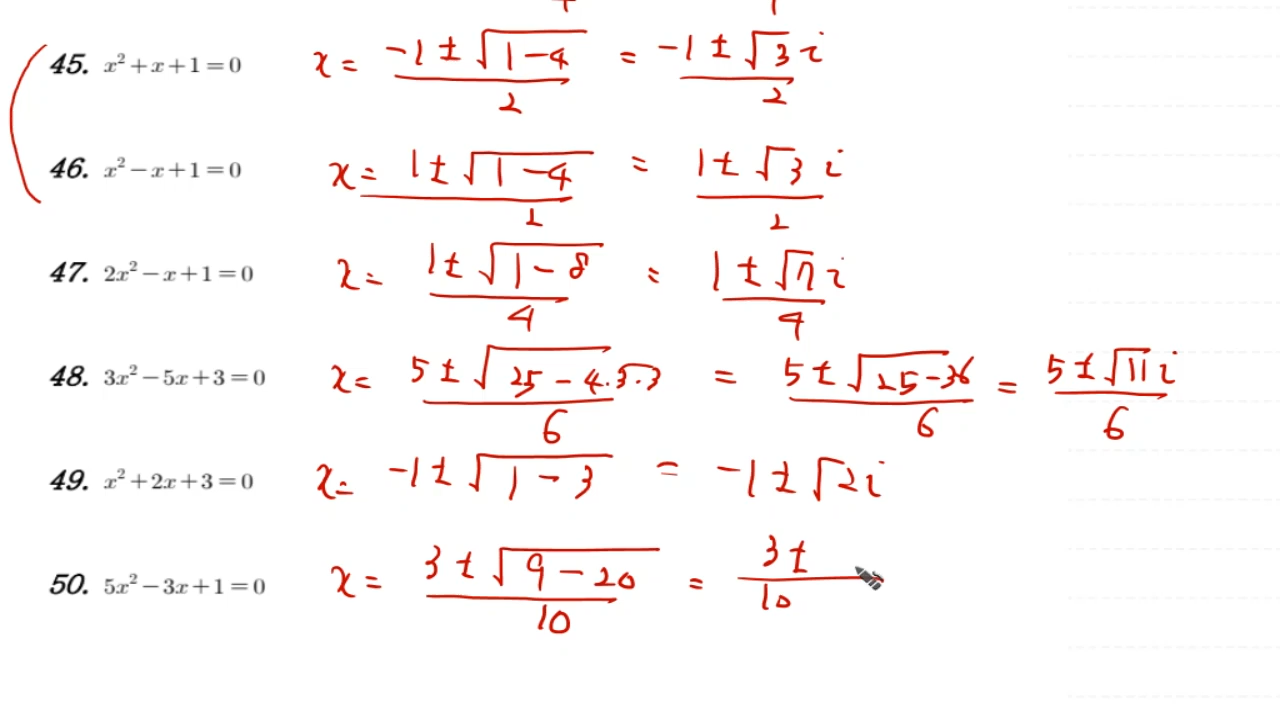 45. x²+x+1=0 x = (-1 ± √(1-4))/2 = (-1 ± √3 i)/2
46. x²-x+1=0 x = (1 ± √(1-4))/2 = (1 ± √3 i)/2
47. 2x²-x+1=0 x = (1 ± √(1-8))/4 = (1 ± √7 i)/4
48. 3x²-5x+3=0 x = (5 ± √(25-4·3·3))/6 = (5 ± √(25-36))/6 = (5 ± √11 i)/6
49. x²+2x+3=0 x = -1 ± √(1-3) = -1 ± √2 i
50. 5x²-3x+1=0 x = (3 ± √(9-20))/10 = (3 ±)/10